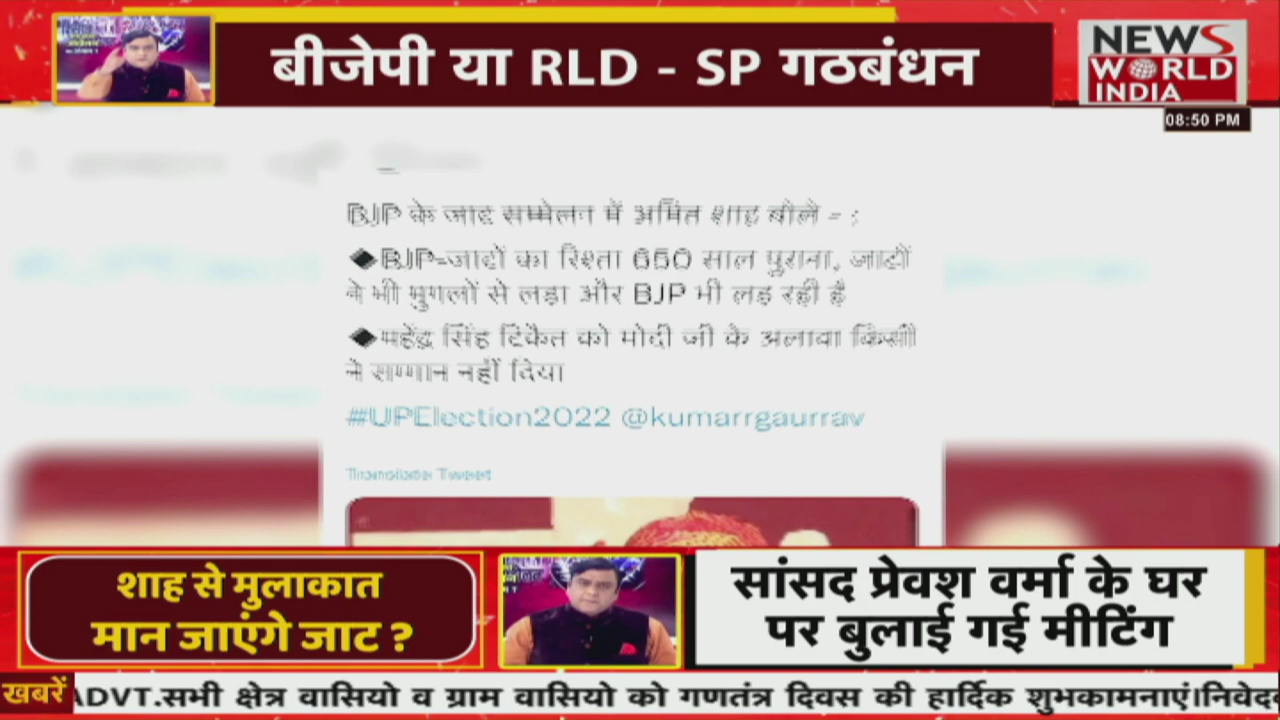 बीजेपी या RLD - SP गठबंधन
NEWS
WORLD
INDIA
08:50 PM
BJP के जाट सम्मेलन में अमित शाह बोले - :
◆BJP-जाटों का रिश्ता 650 साल पुराना, जाटों
ने भी मुगलों से लड़ा और BJP भी लड़ रही है
◆महेंद्र सिंह टिकैत को मोदी जी के अलावा किसी
ने सम्मान नहीं दिया
#UPElection2022 @kumarrgaurrav
Translate Tweet
शाह से मुलाकात
मान जाएंगे जाट ?
सांसद प्रेवश वर्मा के घर
पर बुलाई गई मीटिंग
खबरें
ADVT.सभी क्षेत्र वासियो व ग्राम वासियो को गणतंत्र दिवस की हार्दिक शुभकामनाएं।निवेद